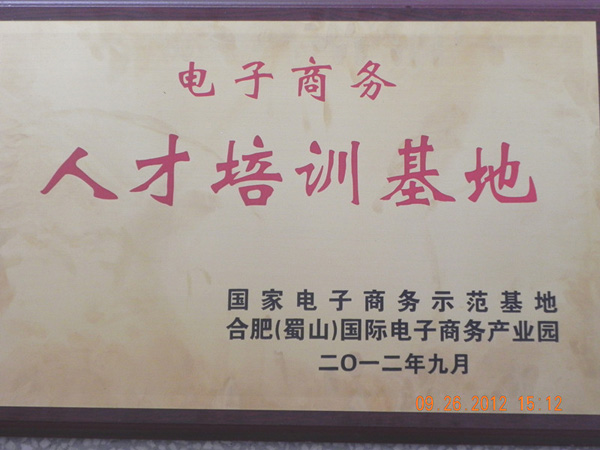 电子商务
人才培训基地
国家电子商务示范基地
合肥(蜀山)国际电子商务产业园
二〇一二年九月
09.26.2012 15:12